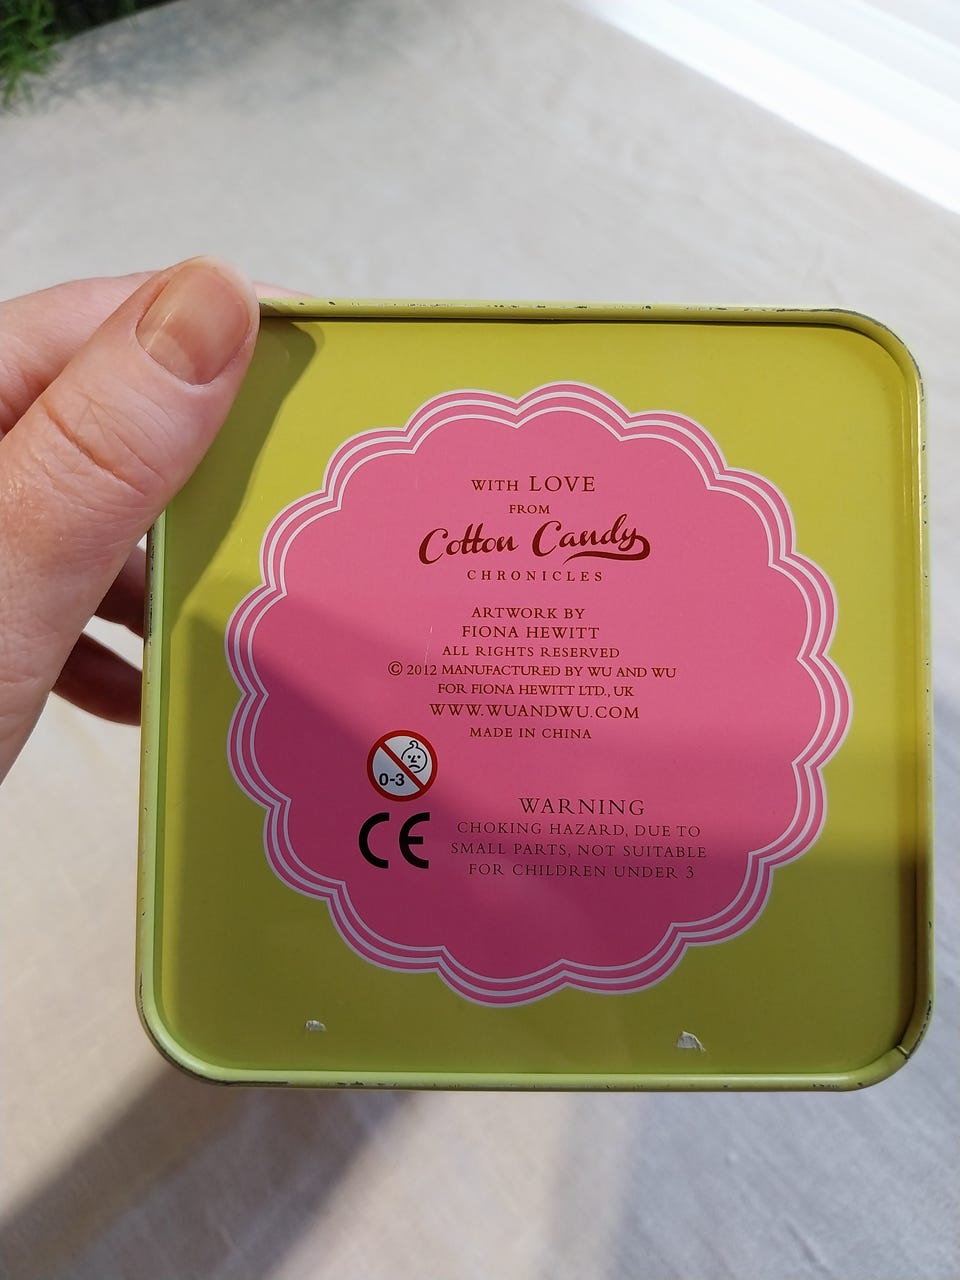 WITH LOVE
FROM
Cotton Candy
CHRONICLES
ARTWORK BY
FIONA HEWITT
ALL RIGHTS RESERVED
© 2012 MANUFACTURED BY WU AND WU
FOR FIONA HEWITT LTD., UK
WWW.WUANDWU.COM
MADE IN CHINA
0-3
CE
WARNING
CHOKING HAZARD, DUE TO
SMALL PARTS, NOT SUITABLE
FOR CHILDREN UNDER 3